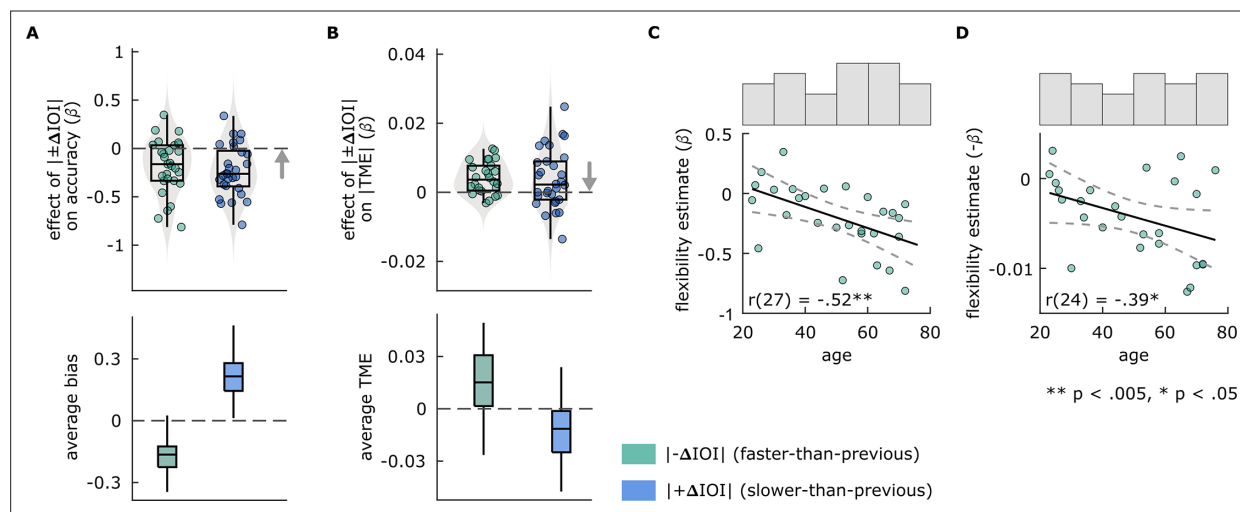 A
B
C
D
effect of |±ΔIOI|
on accuracy (β)
1
0.5
0
-0.5
-1
effect of |±ΔIOI|
on |TME| (β)
0.04
0.02
0
-0.02
flexibility estimate (β)
0.5
0
-0.5
-1
r(27) = -.52**
20
40
60
80
age
flexibility estimate (-β)
0
-0.01
r(24) = -.39*
20
40
60
80
age
** p < .005, * p < .05
average bias
0.3
0
-0.3
average TME
0.03
0
-0.03
|-ΔIOI| (faster-than-previous)
|+ΔIOI| (slower-than-previous)